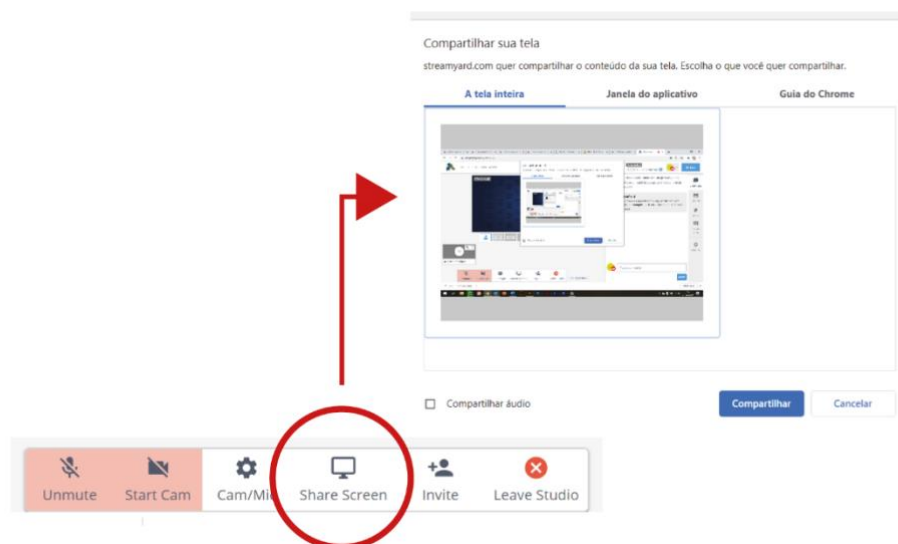 Compartilhar sua tela
streamyard.com quer compartilhar o conteúdo da sua tela. Escolha o que você quer compartilhar.
A tela inteira Janela do aplicativo Guia do Chrome
Compartilhar áudio Compartilhar Cancelar
Unmute Start Cam Cam/Mic Share Screen Invite Leave Studio